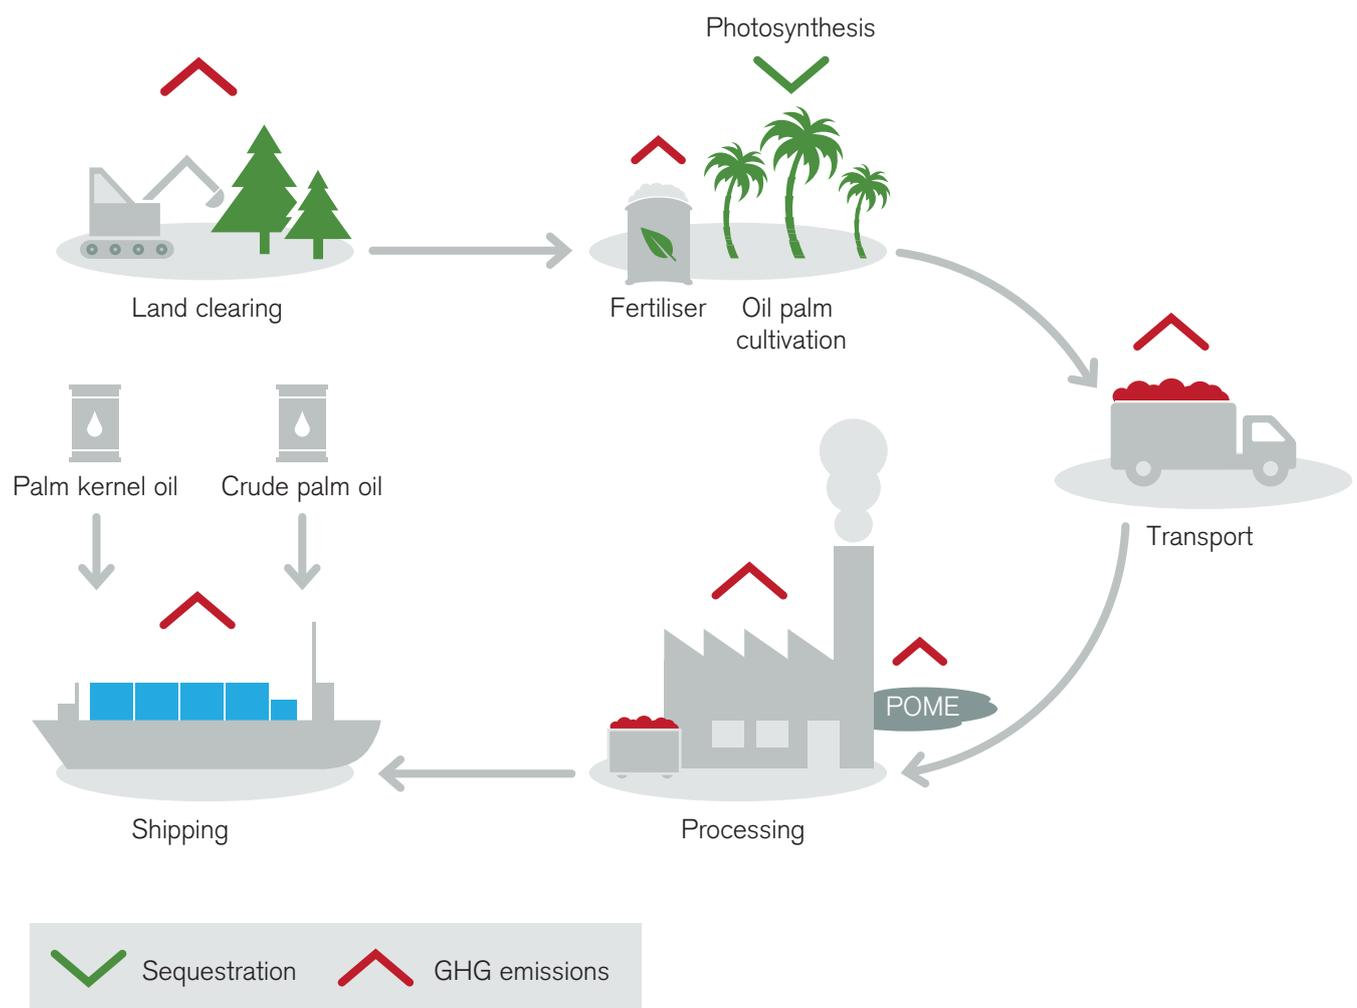 Photosynthesis
Land clearing
Fertiliser
Oil palm
cultivation
Transport
Palm kernel oil
Crude palm oil
POME
Shipping
Processing
Sequestration
GHG emissions